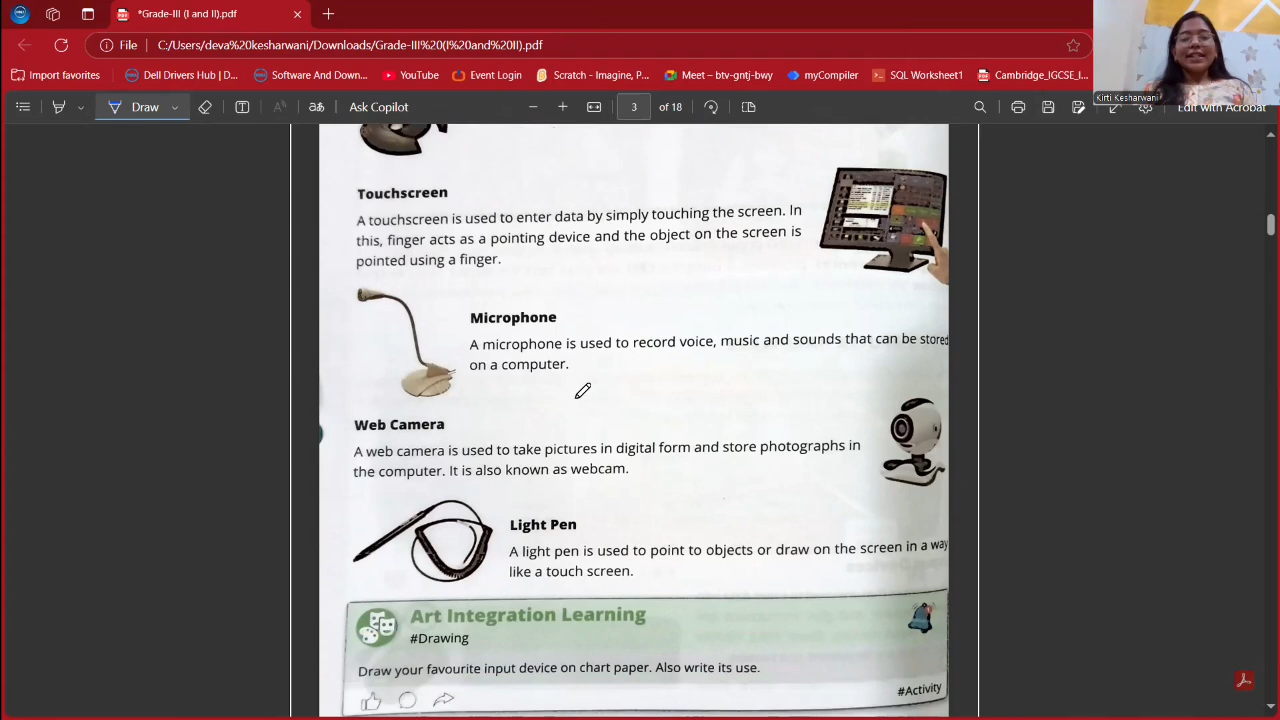 *Grade-III (I and II).pdf
File
C:/Users/deva%20kesharwani/Downloads/Grade-III%20(I%20and%20II).pdf
Import favorites
Dell Drivers Hub | D...
Software And Down...
YouTube
Event Login
Scratch - Imagine, P...
Meet – btv-gntj-bwy
myCompiler
SQL Worksheet1
Cambridge_IGCSE_I...
Kirti Kesharwani
Draw
aあ
Ask Copilot
3
of 18
Edit with Acrobat
Touchscreen
A touchscreen is used to enter data by simply touching the screen. In
this, finger acts as a pointing device and the object on the screen is
pointed using a finger.
Microphone
A microphone is used to record voice, music and sounds that can be stored
on a computer.
Web Camera
A web camera is used to take pictures in digital form and store photographs in
the computer. It is also known as webcam.
Light Pen
A light pen is used to point to objects or draw on the screen in a way
like a touch screen.
Art Integration Learning
#Drawing
Draw your favourite input device on chart paper. Also write its use.
#Activity